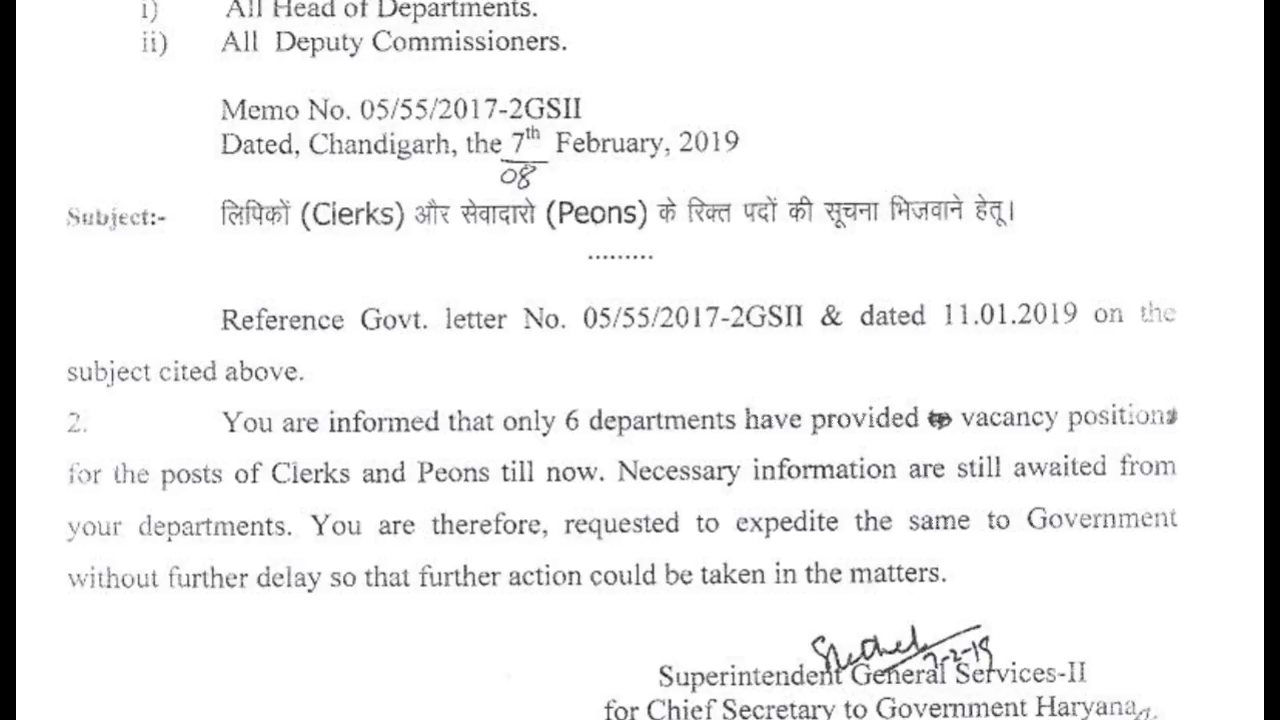 i) All Head of Departments.
ii) All Deputy Commissioners.
Memo No. 05/55/2017-2GSII
Dated, Chandigarh, the 7th February, 2019
08
Subject:- लिपिकों (Clerks) और सेवादारो (Peons) के रिक्त पदों की सूचना भिजवाने हेतू।
.........
Reference Govt. letter No. 05/55/2017-2GSII & dated 11.01.2019 on the
subject cited above.
2. You are informed that only 6 departments have provided vacancy positions
for the posts of Clerks and Peons till now. Necessary information are still awaited from
your departments. You are therefore, requested to expedite the same to Government
without further delay so that further action could be taken in the matters.
7-2-19
Superintendent General Services-II
for Chief Secretary to Government Haryana